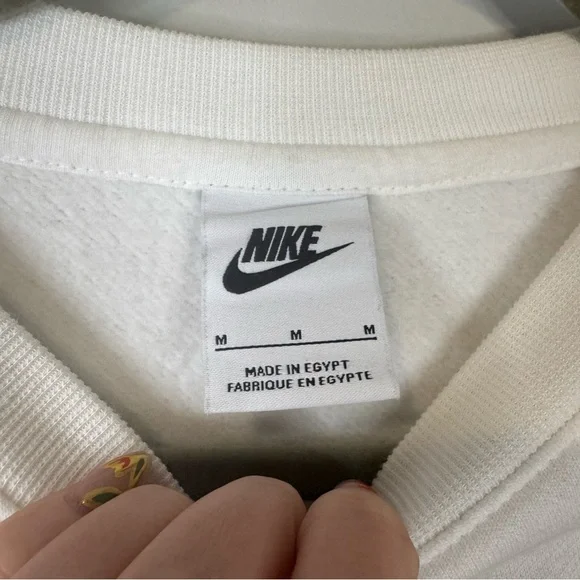 NIKE
M M M
MADE IN EGYPT
FABRIQUE EN EGYPTE